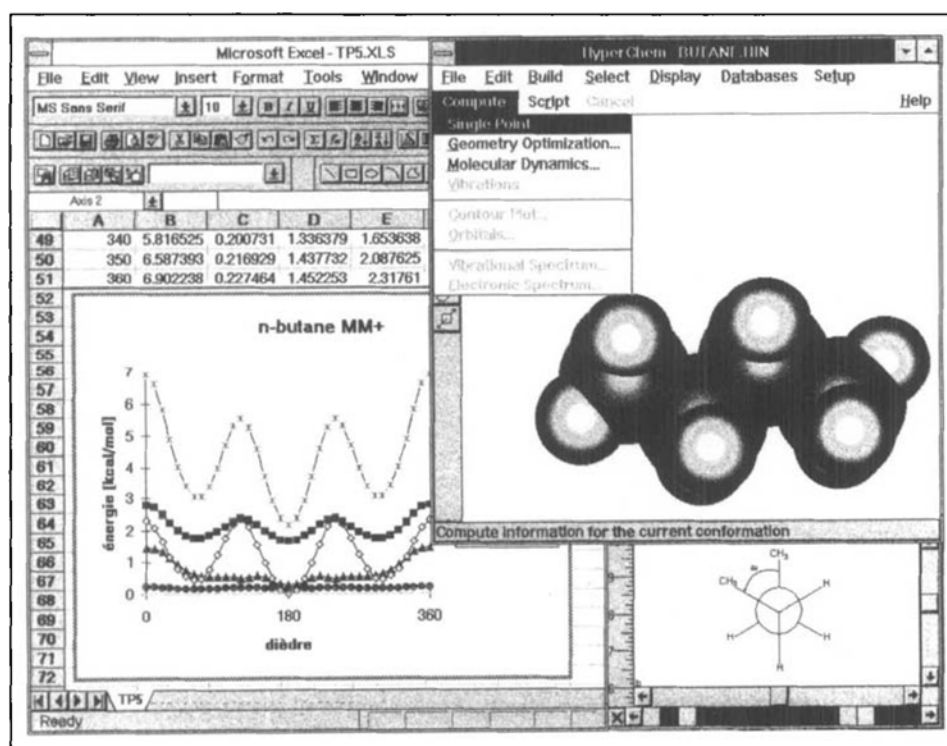 Microsoft Excel - TP5.XLS
File Edit View Insert Format Tools Window
MS Sans Serif 10 B I U
Axis 2
A B C D E
49 340 5.816525 0.200731 1.336379 1.653638
50 350 6.587393 0.216929 1.437732 2.087625
51 360 6.902238 0.227464 1.452253 2.31761
52
53
54
55
56
57
58
59
60
61
62
63
64
65
66
67
68
69
70
71
72
n-butane MM+
énergie [kcal/mol]
7
6
5
4
3
2
1
0
0 180 360
dièdre
TP5
Ready
HyperChem - BUTANE.HIN
File Edit Build Select Display Databases Setup
Compute Script Cancel Help
Single Point
Geometry Optimization...
Molecular Dynamics...
Vibrations
Contour Plot...
Orbitals...
Vibrational Spectrum...
Electronic Spectrum...
Compute information for the current conformation
CH₃
CH₃
H
H
H
H